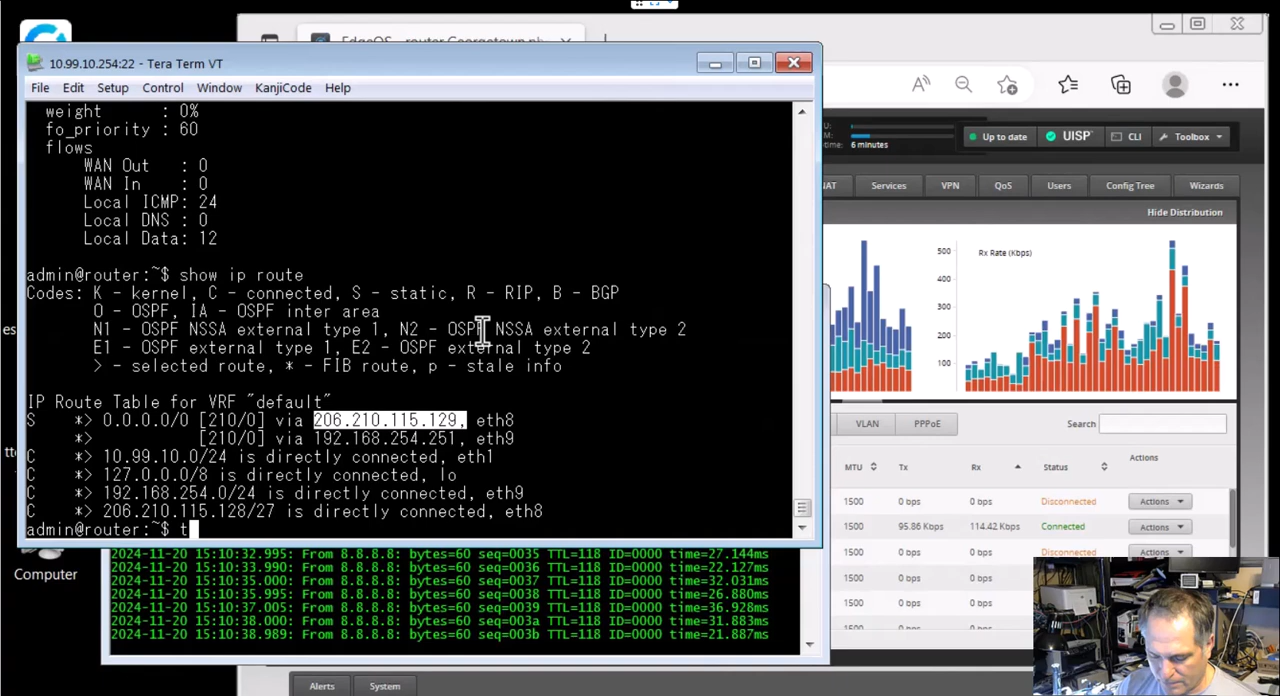 EdgeOS - router Georgetown.ph
10.99.10.254:22 - Tera Term VT
File Edit Setup Control Window KanjiCode Help
weight : 0%
fo_priority : 60
flows
WAN Out : 0
WAN In : 0
Local ICMP: 24
Local DNS : 0
Local Data: 12
admin@router:~$ show ip route
Codes: K - kernel, C - connected, S - static, R - RIP, B - BGP
O - OSPF, IA - OSPF inter area
N1 - OSPF NSSA external type 1, N2 - OSPF NSSA external type 2
E1 - OSPF external type 1, E2 - OSPF external type 2
> - selected route, * - FIB route, p - stale info
IP Route Table for VRF "default"
S *> 0.0.0.0/0 [210/0] via 206.210.115.129, eth8
*> [210/0] via 192.168.254.251, eth9
C *> 10.99.10.0/24 is directly connected, eth1
C *> 127.0.0.0/8 is directly connected, lo
C *> 192.168.254.0/24 is directly connected, eth9
C *> 206.210.115.128/27 is directly connected, eth8
admin@router:~$ t
2024-11-20 15:10:32.995: From 8.8.8.8: bytes=60 seq=0035 TTL=118 ID=0000 time=27.144ms
2024-11-20 15:10:33.990: From 8.8.8.8: bytes=60 seq=0036 TTL=118 ID=0000 time=22.127ms
2024-11-20 15:10:35.005: From 8.8.8.8: bytes=60 seq=0037 TTL=118 ID=0000 time=32.031ms
2024-11-20 15:10:35.995: From 8.8.8.8: bytes=60 seq=0038 TTL=118 ID=0000 time=26.880ms
2024-11-20 15:10:37.005: From 8.8.8.8: bytes=60 seq=0039 TTL=118 ID=0000 time=36.928ms
2024-11-20 15:10:38.000: From 8.8.8.8: bytes=60 seq=003a TTL=118 ID=0000 time=31.883ms
2024-11-20 15:10:38.989: From 8.8.8.8: bytes=60 seq=003b TTL=118 ID=0000 time=21.887ms
Computer
6 minutes
Up to date UISP CLI Toolbox
NAT Services VPN QoS Users Config Tree Wizards
Hide Distribution
Rx Rate (Kbps)
500
400
300
200
100
VLAN PPPoE Search
MTU Tx Rx Status Actions
1500 0 bps 0 bps Disconnected Actions
1500 95.86 Kbps 114.42 Kbps Connected Actions
1500 0 bps 0 bps Disconnected Actions
1500 0 bps 0 bps
1500 0 bps 0 bps
1500 0 bps 0 bps
Alerts System